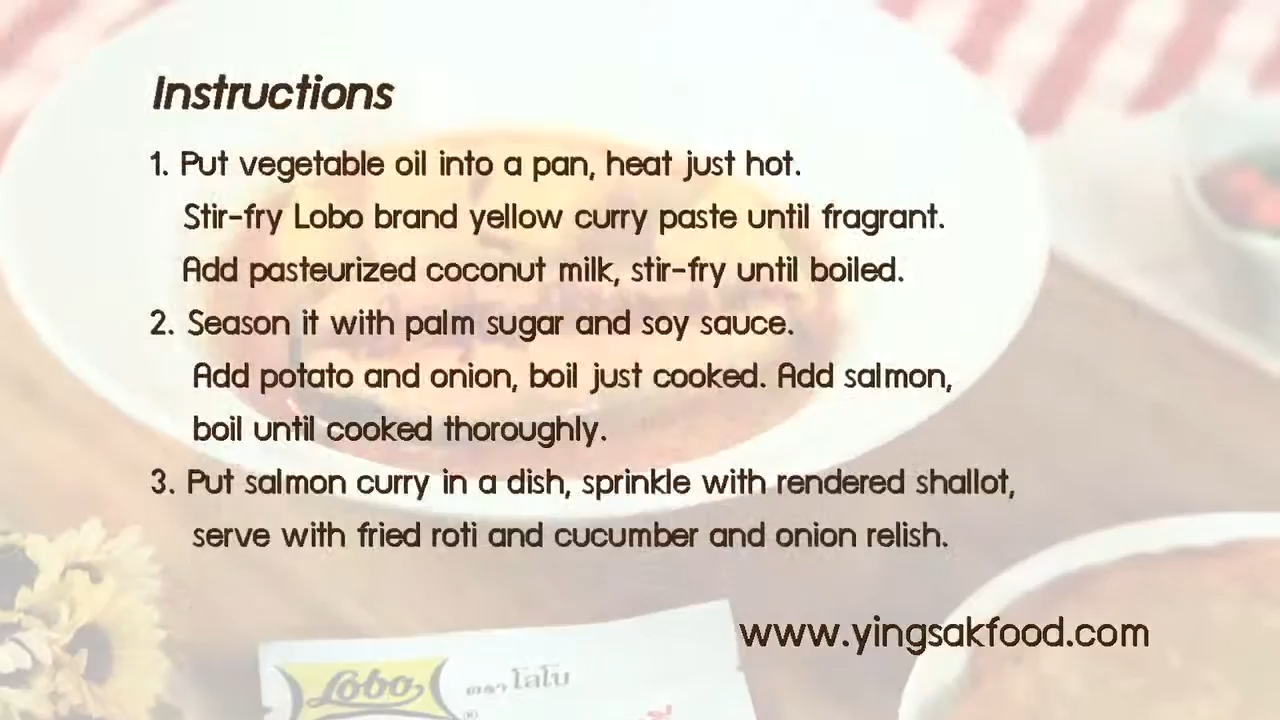 Instructions
1. Put vegetable oil into a pan, heat just hot.
Stir-fry Lobo brand yellow curry paste until fragrant.
Add pasteurized coconut milk, stir-fry until boiled.
2. Season it with palm sugar and soy sauce.
Add potato and onion, boil just cooked. Add salmon,
boil until cooked thoroughly.
3. Put salmon curry in a dish, sprinkle with rendered shallot,
serve with fried roti and cucumber and onion relish.
www.yingsakfood.com
Lobo ® ตรา โลโบ